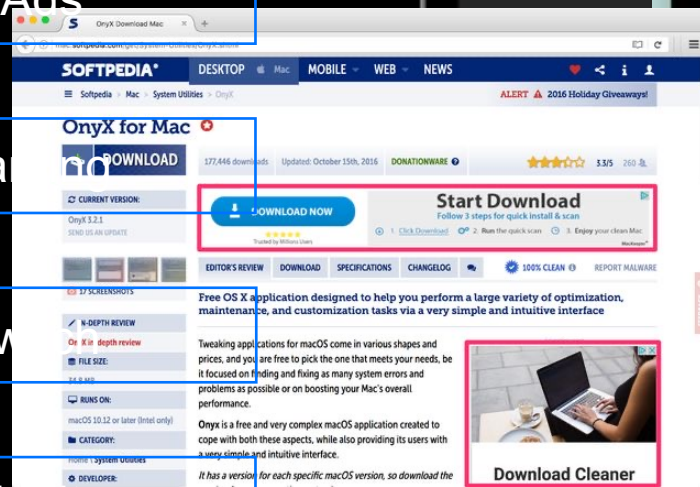 Ads
OnyX Download Mac
SOFTPEDIA
DESKTOP Mac MOBILE WEB NEWS
Softpedia > Mac > System Utilities > OnyX
ALERT 2016 Holiday Giveaways!
OnyX for Mac
DOWNLOAD
177,446 downloads Updated: October 15th, 2016 DONATIONWARE
3.3/5 260
CURRENT VERSION:
OnyX 3.2.1
SEND US AN UPDATE
DOWNLOAD NOW
Trusted by Millions Users
Start Download
Follow 3 steps for quick install & scan
1. Click Download 2. Run the quick scan 3. Enjoy your clean Mac
MacKeeper
EDITOR'S REVIEW DOWNLOAD SPECIFICATIONS CHANGELOG
100% CLEAN REPORT MALWARE
17 SCREENSHOTS
Free OS X application designed to help you perform a large variety of optimization,
maintenance, and customization tasks via a very simple and intuitive interface
IN-DEPTH REVIEW
OnyX in depth review
FILE SIZE:
RUNS ON:
macOS 10.12 or later (Intel only)
CATEGORY:
Home \ System Utilities
DEVELOPER:
Tweaking applications for macOS come in various shapes and
prices, and you are free to pick the one that meets your needs, be
it focused on finding and fixing as many system errors and
problems as possible or on boosting your Mac's overall
performance.
Onyx is a free and very complex macOS application created to
cope with both these aspects, while also providing its users with
a very simple and intuitive interface.
It has a version for each specific macOS version, so download the
Download Cleaner